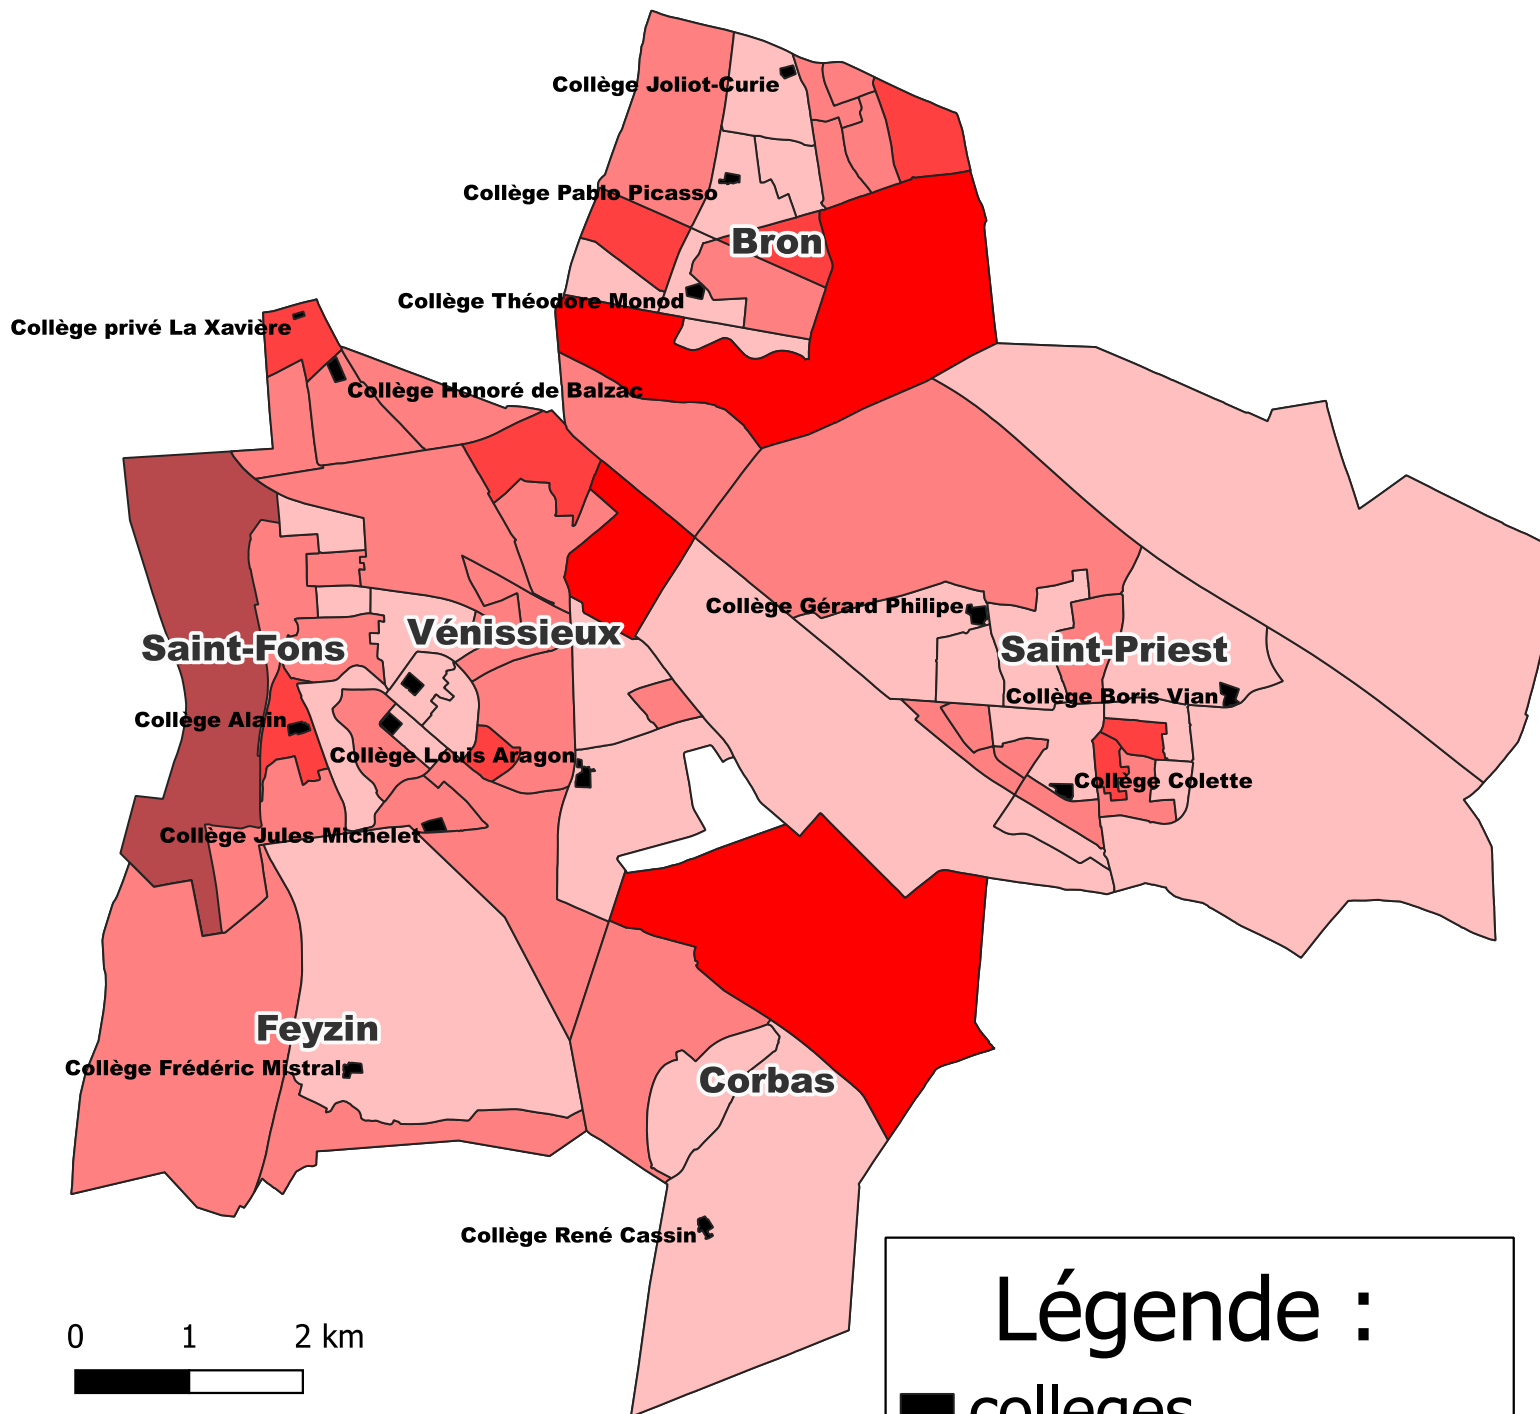 Collège Joliot-Curie
Collège Pablo Picasso
Bron
Collège Théodore Monod
Collège privé La Xavière
Collège Honoré de Balzac
Collège Gérard Philipe
Vénissieux
Saint-Fons
Saint-Priest
Collège Boris Vian
Collège Alain
Collège Louis Aragon
Collège Colette
Collège Jules Michelet
Feyzin
Collège Frédéric Mistral
Corbas
Collège René Cassin
Légende :
0 1 2 km
colleges